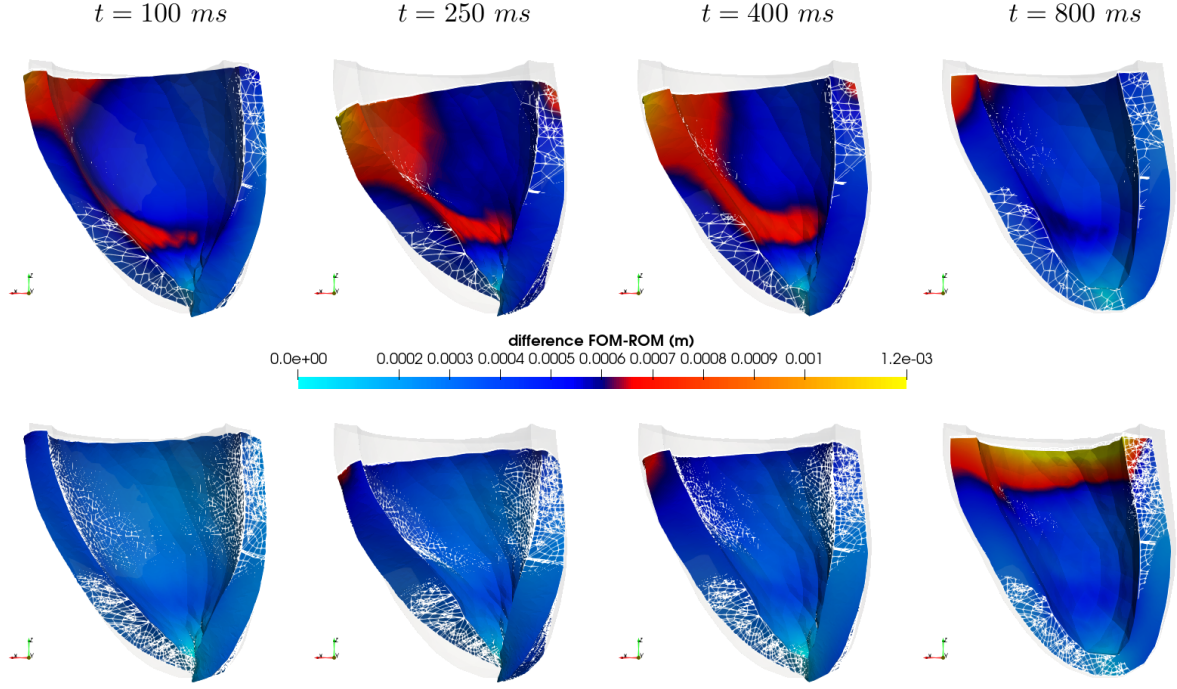 t = 100 ms
t = 250 ms
t = 400 ms
t = 800 ms
difference FOM-ROM (m)
0.0e+00 0.0002 0.0003 0.0004 0.0005 0.0006 0.0007 0.0008 0.0009 0.001 1.2e-03